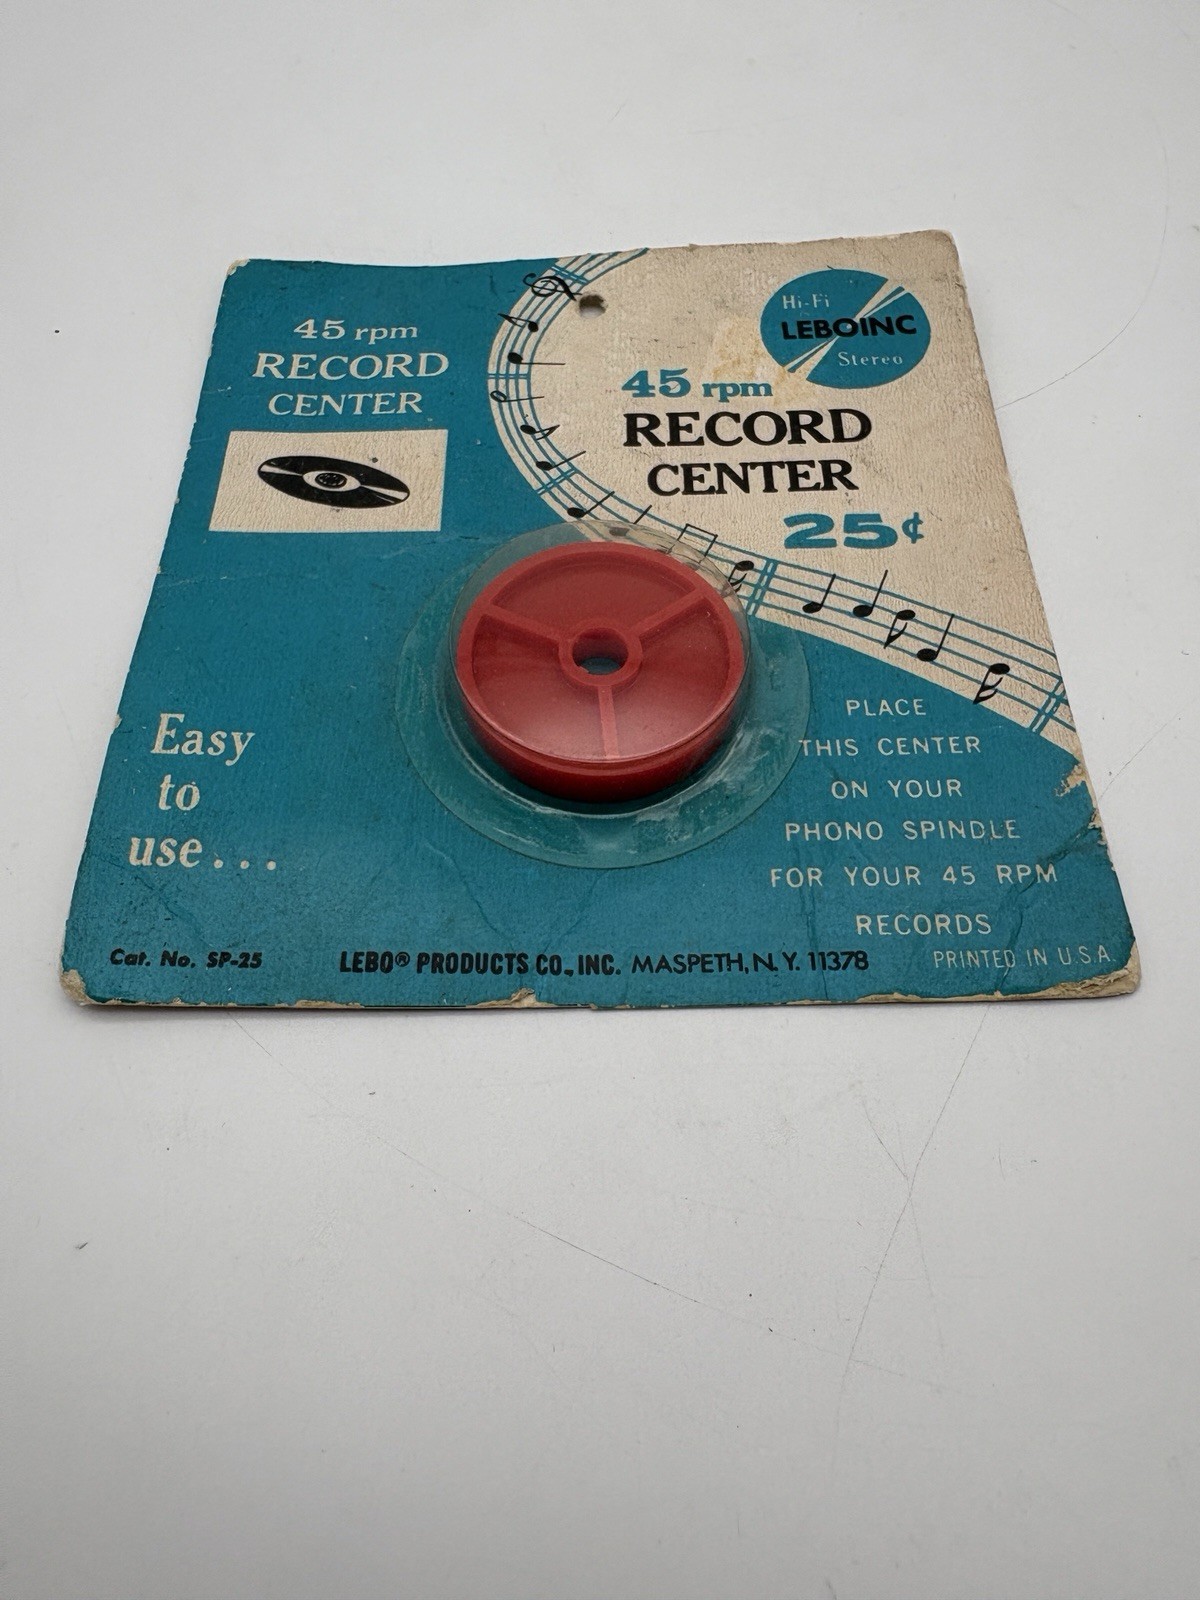 45 rpm
RECORD
CENTER
Hi-Fi
LEBOINC
Stereo
45 rpm
RECORD
CENTER
25¢
Easy
to
use...
PLACE
THIS CENTER
ON YOUR
PHONO SPINDLE
FOR YOUR 45 RPM
RECORDS
Cat. No. SP-25
LEBO® PRODUCTS CO., INC. MASPETH, N.Y. 11378
PRINTED IN U.S.A.